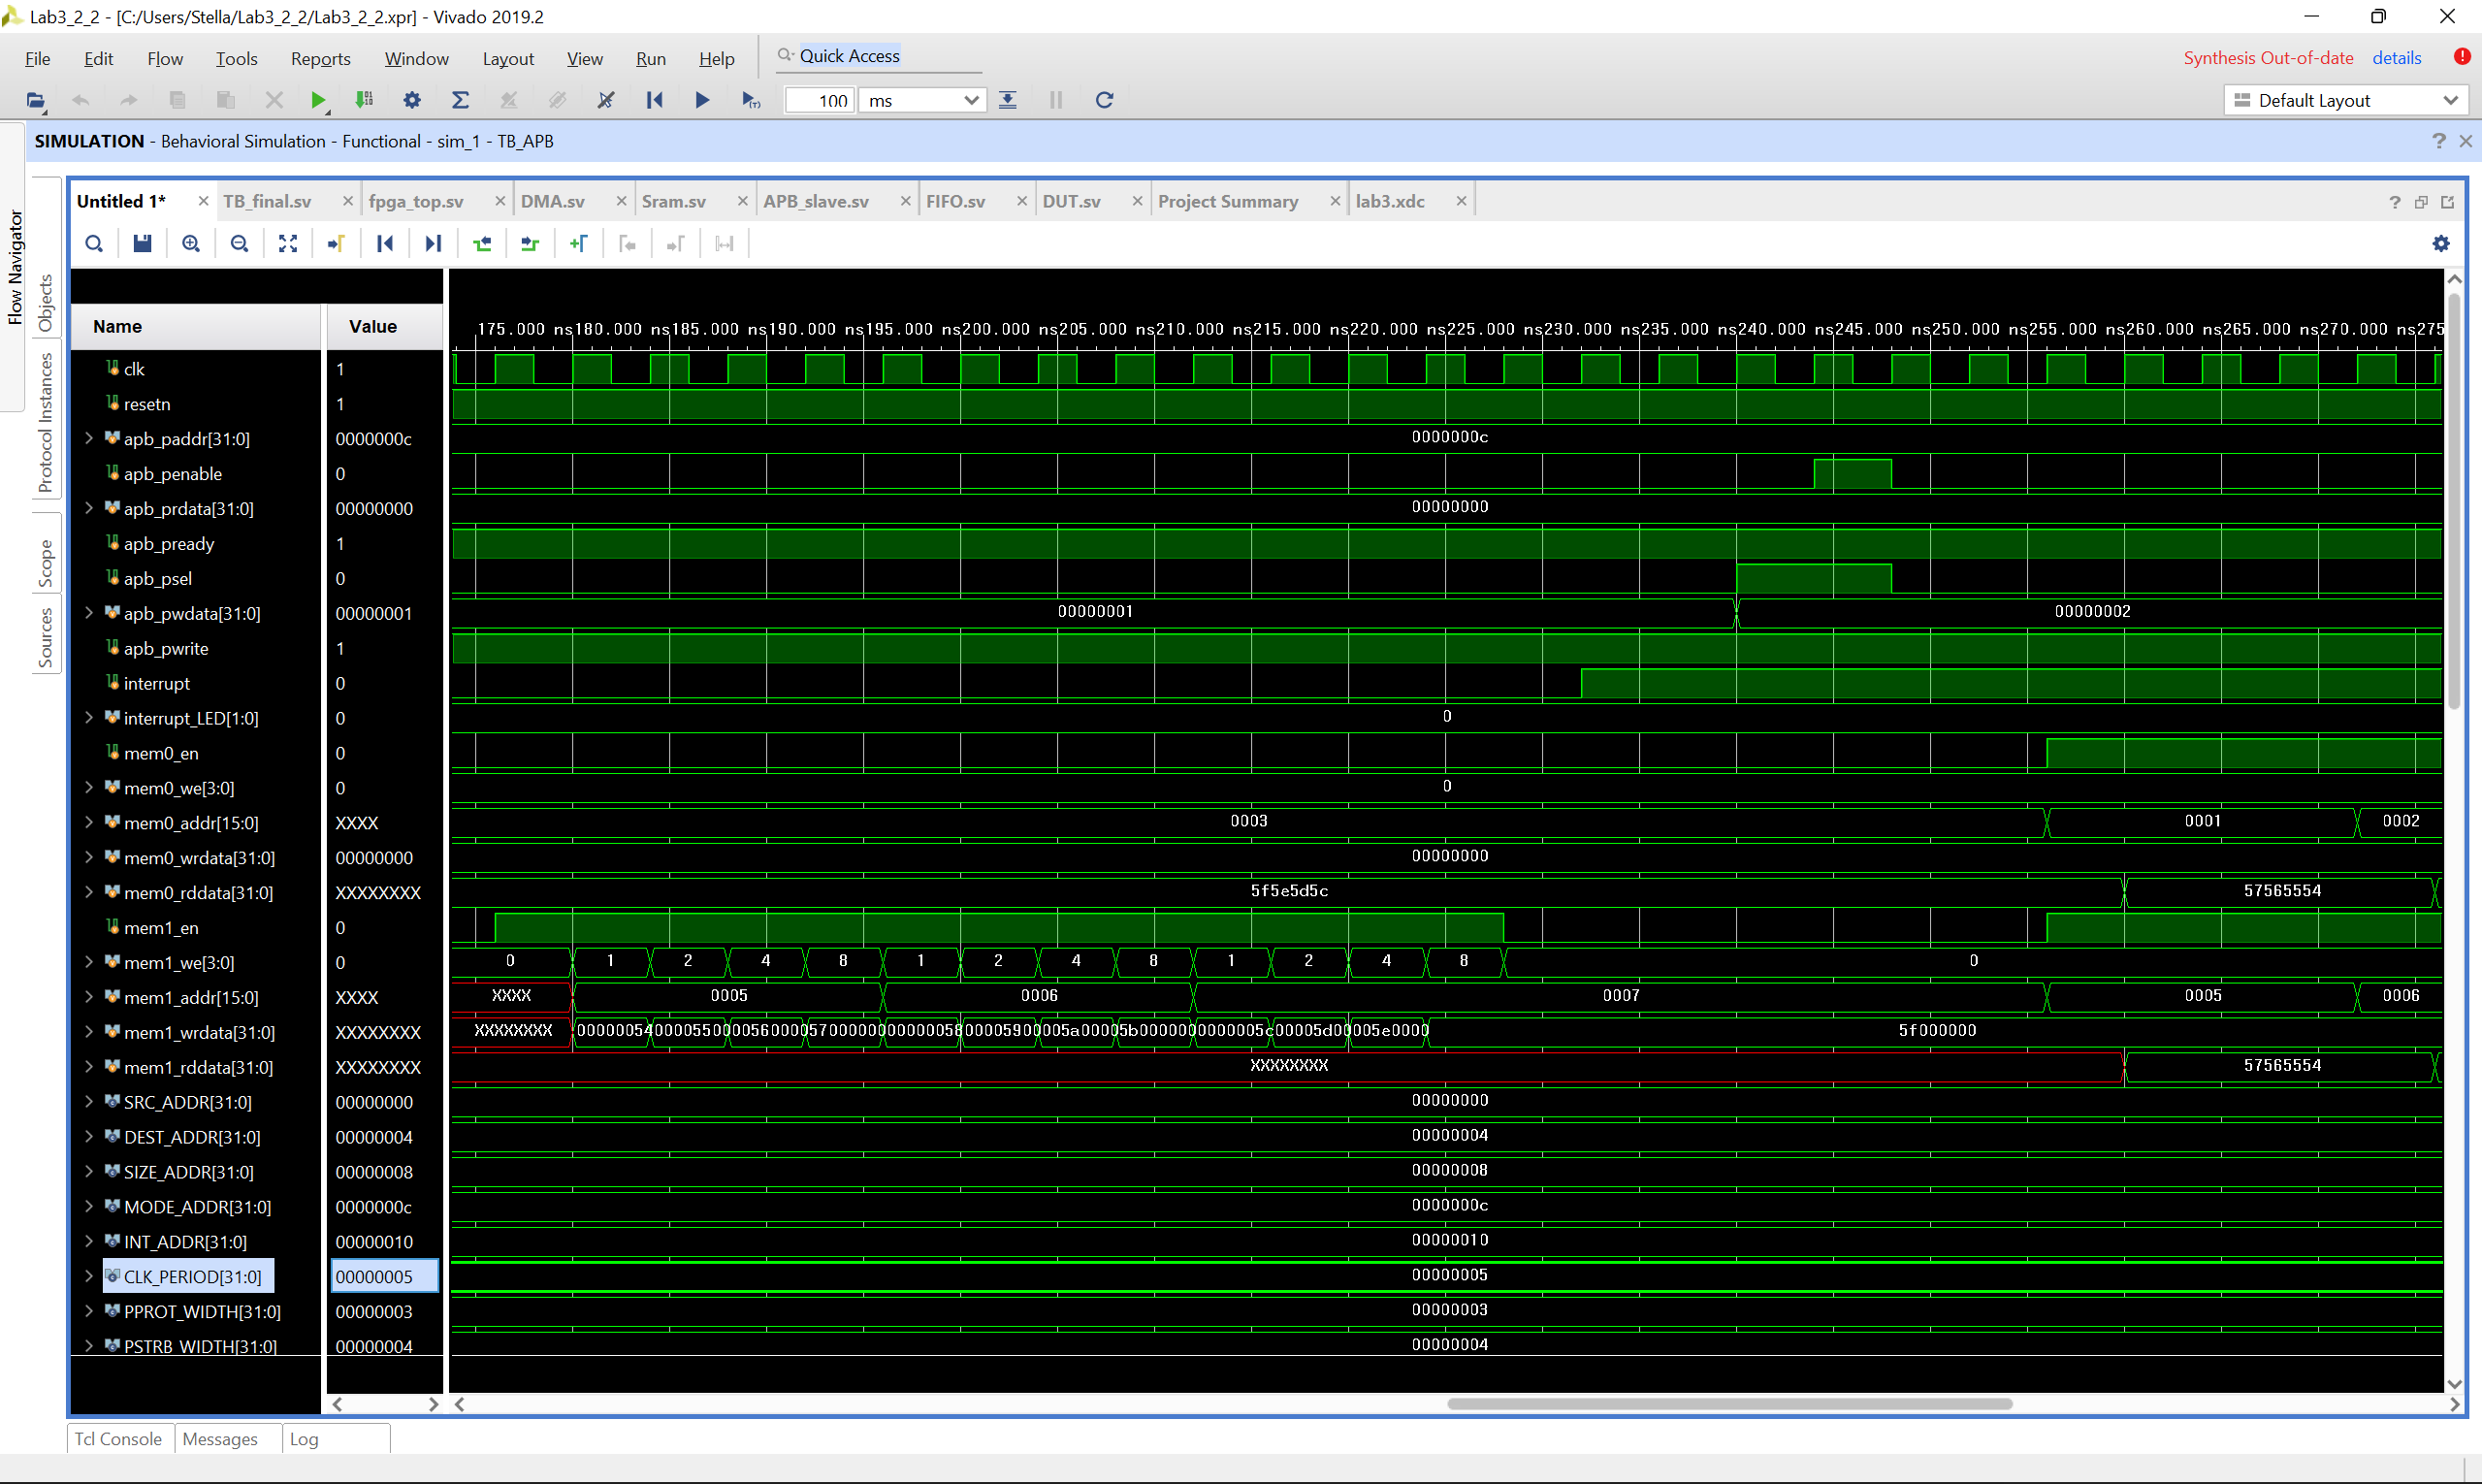 Lab3_2_2 - [C:/Users/Stella/Lab3_2_2/Lab3_2_2.xpr] - Vivado 2019.2
File Edit Flow Tools Reports Window Layout View Run Help Quick Access Synthesis Out-of-date details
100 ms Default Layout
SIMULATION - Behavioral Simulation - Functional - sim_1 - TB_APB
Flow Navigator
Objects
Protocol Instances
Scope
Sources
Untitled 1* TB_final.sv fpga_top.sv DMA.sv Sram.sv APB_slave.sv FIFO.sv DUT.sv Project Summary lab3.xdc
Name Value 175.000 ns 180.000 ns 185.000 ns 190.000 ns 195.000 ns 200.000 ns 205.000 ns 210.000 ns 215.000 ns 220.000 ns 225.000 ns 230.000 ns 235.000 ns 240.000 ns 245.000 ns 250.000 ns 255.000 ns 260.000 ns 265.000 ns 270.000 ns 275
clk 1
resetn 1
apb_paddr[31:0] 0000000c 0000000c
apb_penable 0
apb_prdata[31:0] 00000000 00000000
apb_pready 1
apb_psel 0
apb_pwdata[31:0] 00000001 00000001 00000002
apb_pwrite 1
interrupt 0
interrupt_LED[1:0] 0 0
mem0_en 0
mem0_we[3:0] 0 0
mem0_addr[15:0] XXXX 0003 0001 0002
mem0_wrdata[31:0] 00000000 00000000
mem0_rddata[31:0] XXXXXXXX 5f5e5d5c 57565554
mem1_en 0
mem1_we[3:0] 0 0 1 2 4 8 1 2 4 8 1 2 4 8 0
mem1_addr[15:0] XXXX XXXX 0005 0006 0007 0005 0006
mem1_wrdata[31:0] XXXXXXXX XXXXXXXX 00000054 00005500 00560000 57000000 00000058 00005900 005a0000 5b000000 0000005c 00005d00 005e0000 5f000000
mem1_rddata[31:0] XXXXXXXX XXXXXXXX 57565554
SRC_ADDR[31:0] 00000000 00000000
DEST_ADDR[31:0] 00000004 00000004
SIZE_ADDR[31:0] 00000008 00000008
MODE_ADDR[31:0] 0000000c 0000000c
INT_ADDR[31:0] 00000010 00000010
CLK_PERIOD[31:0] 00000005 00000005
PPROT_WIDTH[31:0] 00000003 00000003
PSTRB_WIDTH[31:0] 00000004 00000004
Tcl Console Messages Log